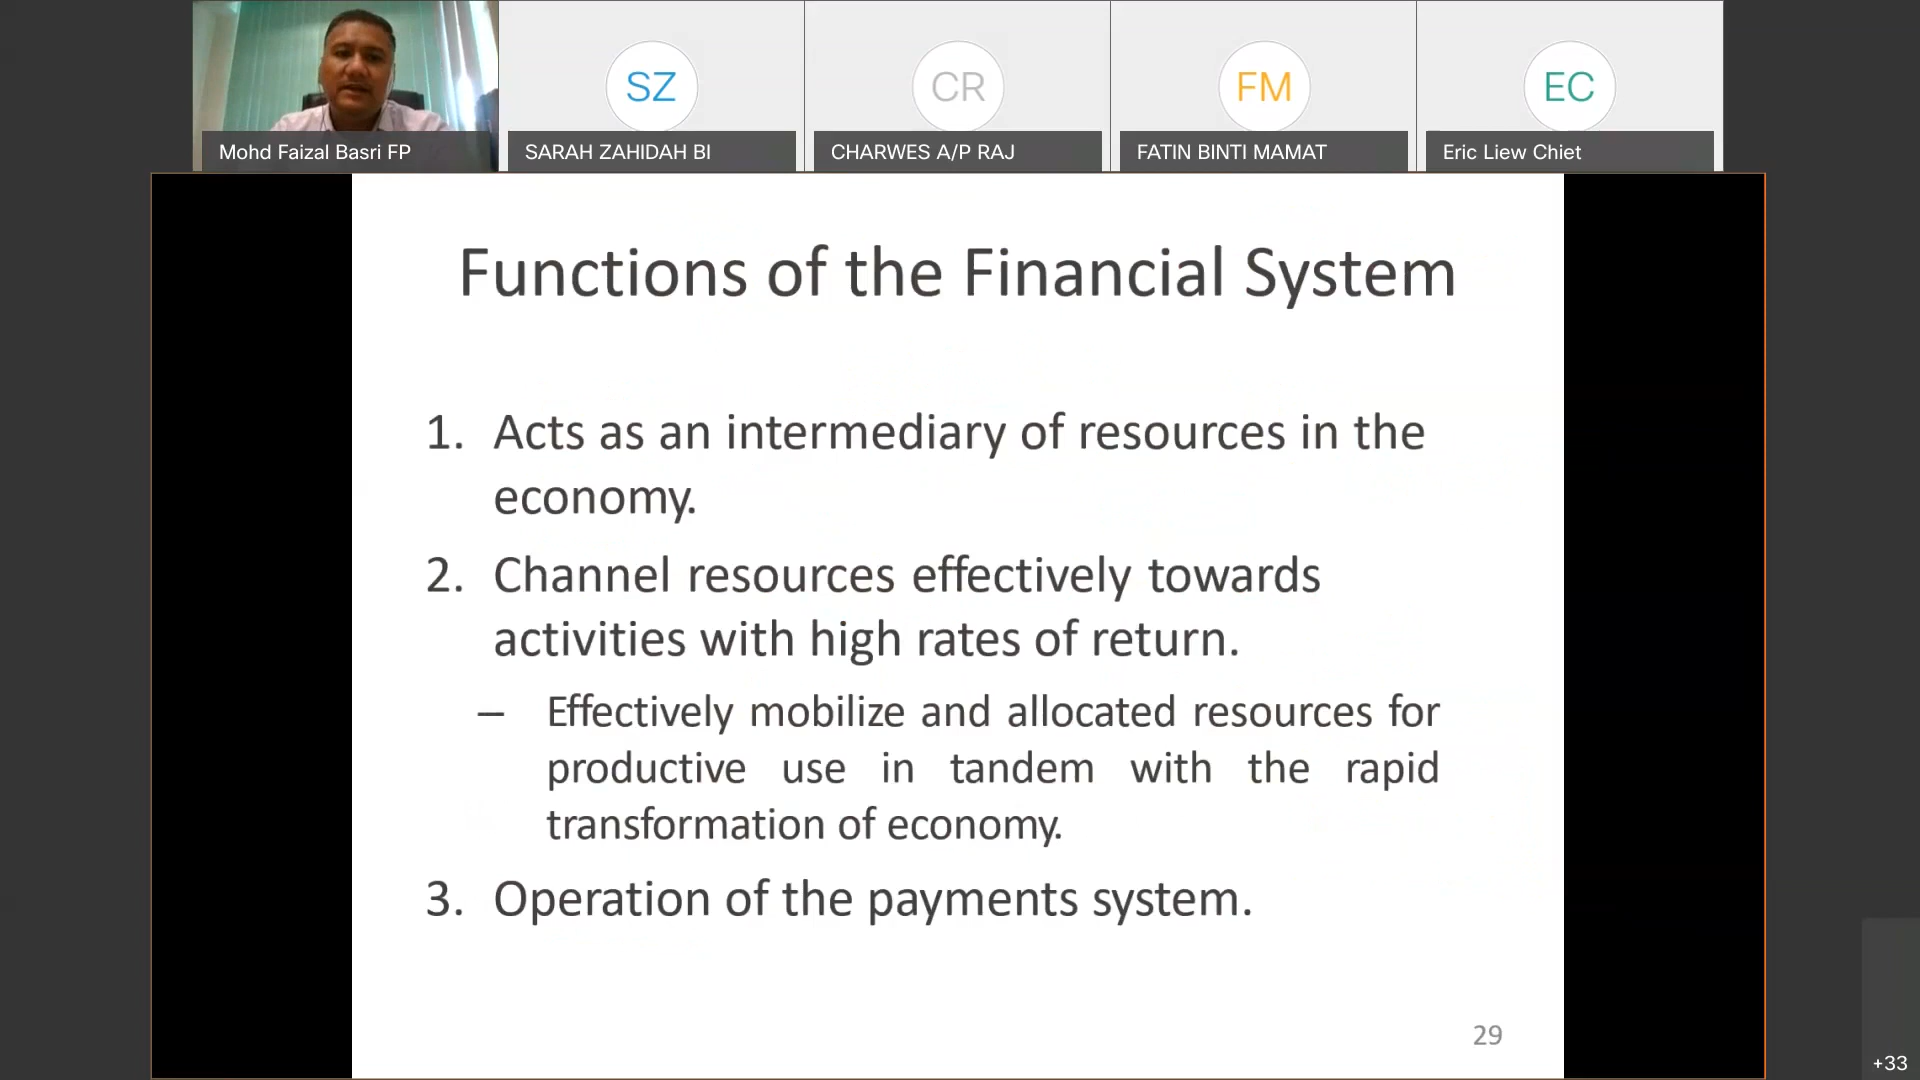 SZ
CR
FM
EC
Mohd Faizal Basri FP
SARAH ZAHIDAH BI
CHARWES A/P RAJ
FATIN BINTI MAMAT
Eric Liew Chiet
Functions of the Financial System
1. Acts as an intermediary of resources in the
economy.
2. Channel resources effectively towards
activities with high rates of return.
– Effectively mobilize and allocated resources for
productive use in tandem with the rapid
transformation of economy.
3. Operation of the payments system.
29
+33